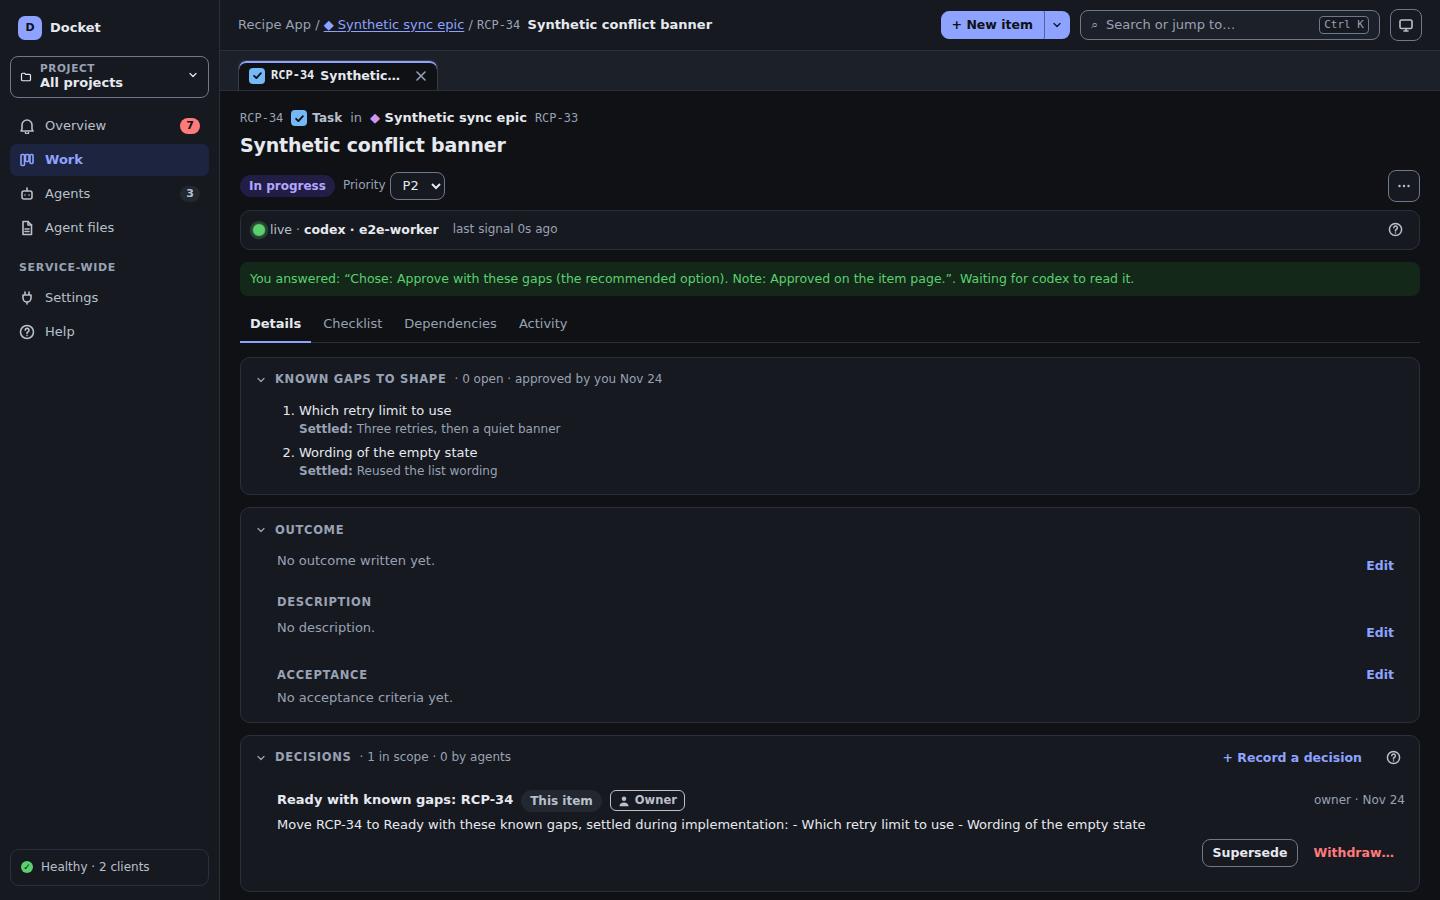 D Docket
PROJECT
All projects
Overview 7
Work
Agents 3
Agent files
SERVICE-WIDE
Settings
Help
Healthy · 2 clients
Recipe App / ◆ Synthetic sync epic / RCP-34 Synthetic conflict banner
+ New item
Search or jump to… Ctrl K
RCP-34 Synthetic…
RCP-34 Task in ◆ Synthetic sync epic RCP-33
Synthetic conflict banner
In progress Priority P2
live · codex · e2e-worker last signal 0s ago
You answered: “Chose: Approve with these gaps (the recommended option). Note: Approved on the item page.”. Waiting for codex to read it.
Details Checklist Dependencies Activity
KNOWN GAPS TO SHAPE · 0 open · approved by you Nov 24
1. Which retry limit to use
Settled: Three retries, then a quiet banner
2. Wording of the empty state
Settled: Reused the list wording
OUTCOME
No outcome written yet.
Edit
DESCRIPTION
No description.
Edit
ACCEPTANCE Edit
No acceptance criteria yet.
DECISIONS · 1 in scope · 0 by agents + Record a decision
Ready with known gaps: RCP-34 This item Owner owner · Nov 24
Move RCP-34 to Ready with these known gaps, settled during implementation: - Which retry limit to use - Wording of the empty state
Supersede Withdraw…